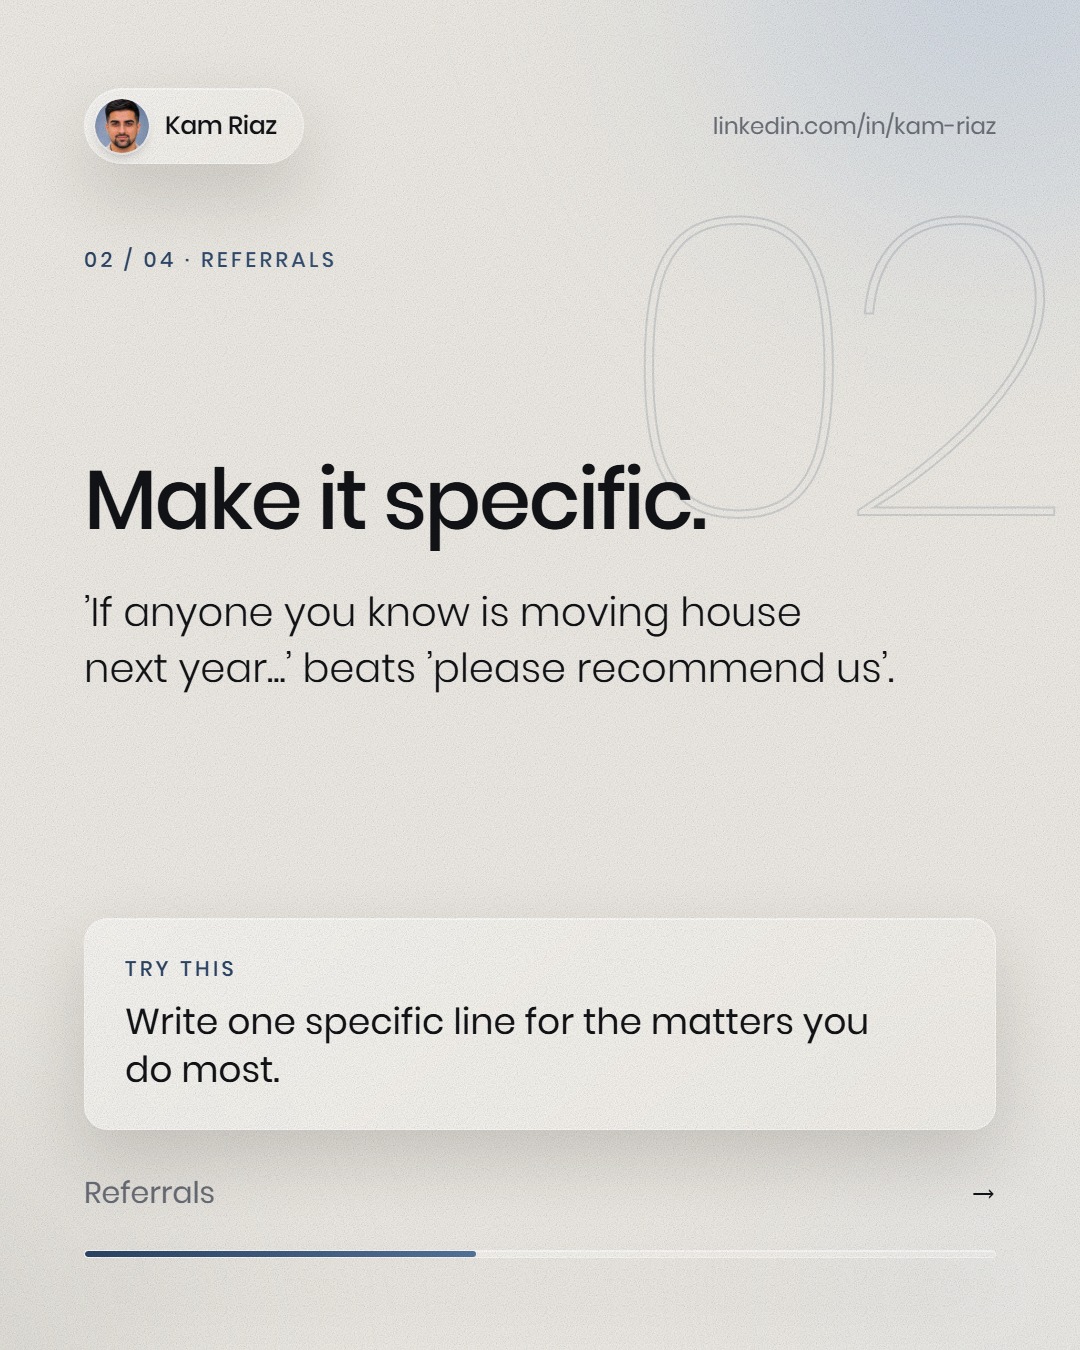 Kam Riaz
linkedin.com/in/kam-riaz
02 / 04 · REFERRALS
02
Make it specific.
’If anyone you know is moving house
next year...’ beats ’please recommend us’.
TRY THIS
Write one specific line for the matters you
do most.
Referrals
→